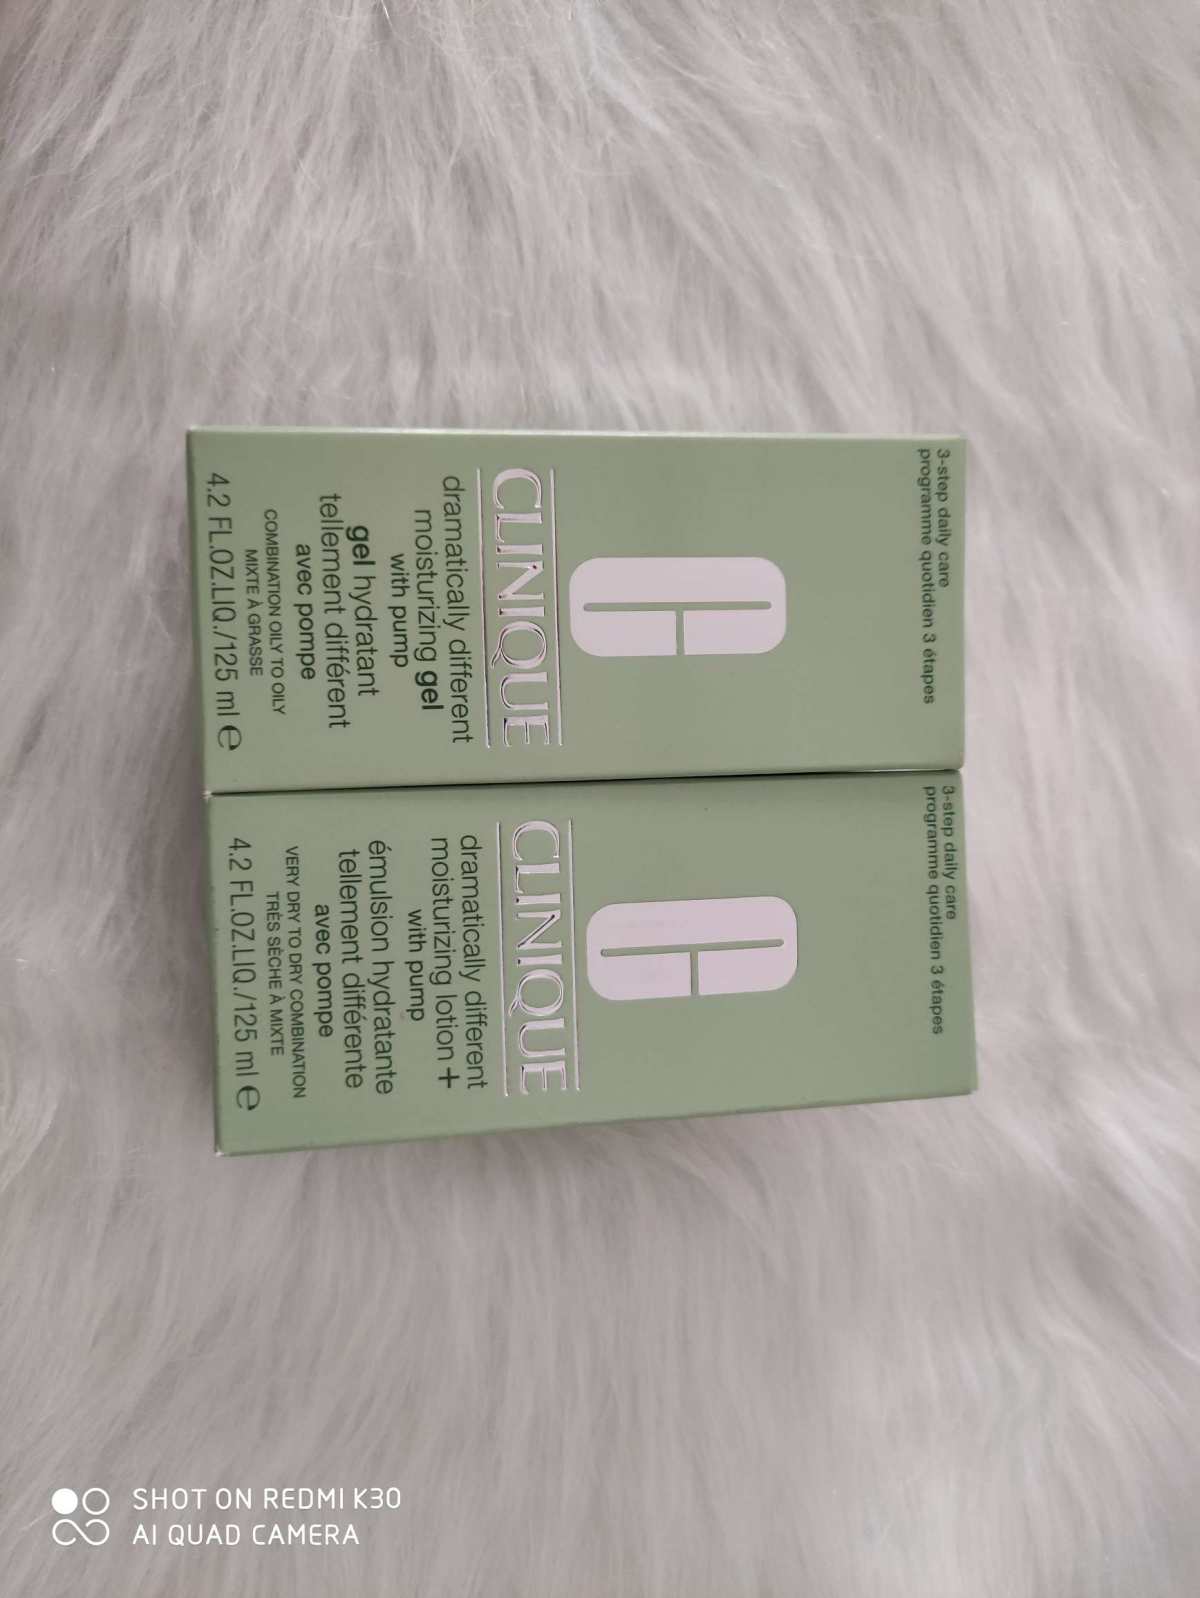 3-step daily care
programme quotidien 3 étapes
CLINIQUE
dramatically different
moisturizing gel
with pump
gel hydratant
tellement différent
avec pompe
COMBINATION OILY TO OILY
MIXTE À GRASSE
4.2 FL.OZ.LIQ./125 ml ℮
3-step daily care
programme quotidien 3 étapes
CLINIQUE
dramatically different
moisturizing lotion +
with pump
émulsion hydratante
tellement différente
avec pompe
VERY DRY TO DRY COMBINATION
TRÈS SÈCHE À MIXTE
4.2 FL.OZ.LIQ./125 ml ℮
SHOT ON REDMI K30
AI QUAD CAMERA